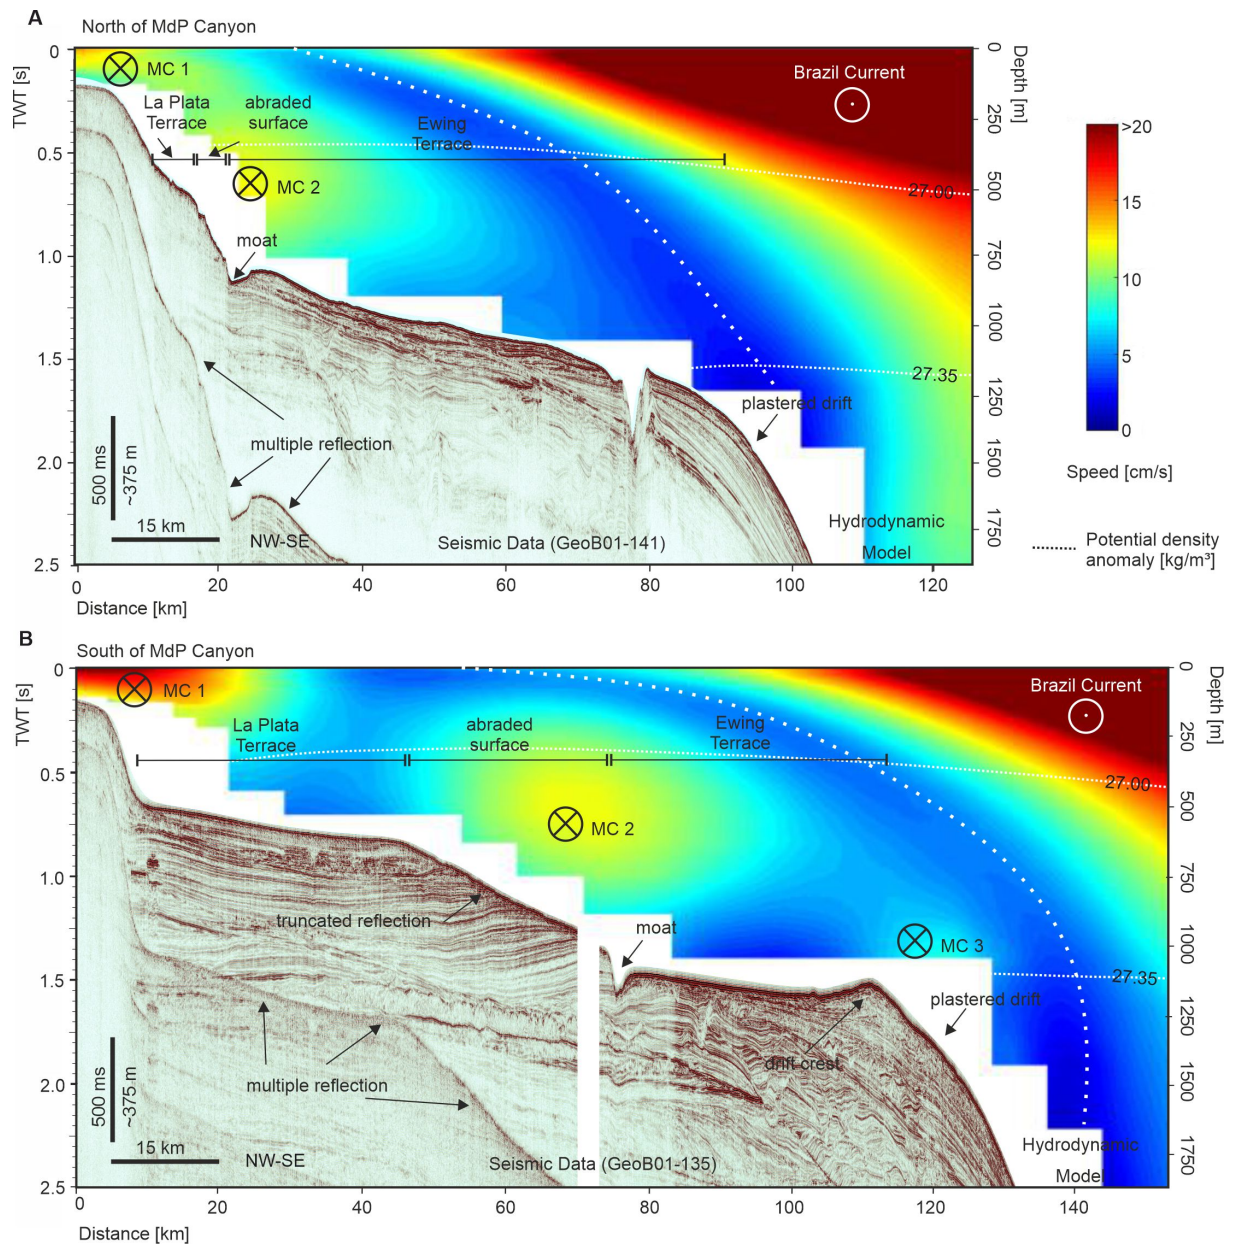 A
North of MdP Canyon
TWT [s]
0
0.5
1.0
1.5
2.0
2.5
MC 1
La Plata
Terrace
abraded
surface
Ewing
Terrace
Brazil Current
MC 2
27.00
moat
27.35
plastered drift
multiple reflection
500 ms
~375 m
15 km
NW-SE
Seismic Data (GeoB01-141)
Hydrodynamic
Model
0
250
500
750
1000
1250
1500
1750
Depth [m]
0
20
40
60
80
100
120
Distance [km]
>20
15
10
5
0
Speed [cm/s]
Potential density
anomaly [kg/m³]
B
South of MdP Canyon
TWT [s]
0
0.5
1.0
1.5
2.0
2.5
MC 1
La Plata
Terrace
abraded
surface
Ewing
Terrace
Brazil Current
27.00
MC 2
truncated reflection
moat
MC 3
27.35
plastered drift
drift crest
multiple reflection
500 ms
~375 m
15 km
NW-SE
Seismic Data (GeoB01-135)
Hydrodynamic
Model
0
250
500
750
1000
1250
1500
1750
Depth [m]
0
20
40
60
80
100
120
140
Distance [km]